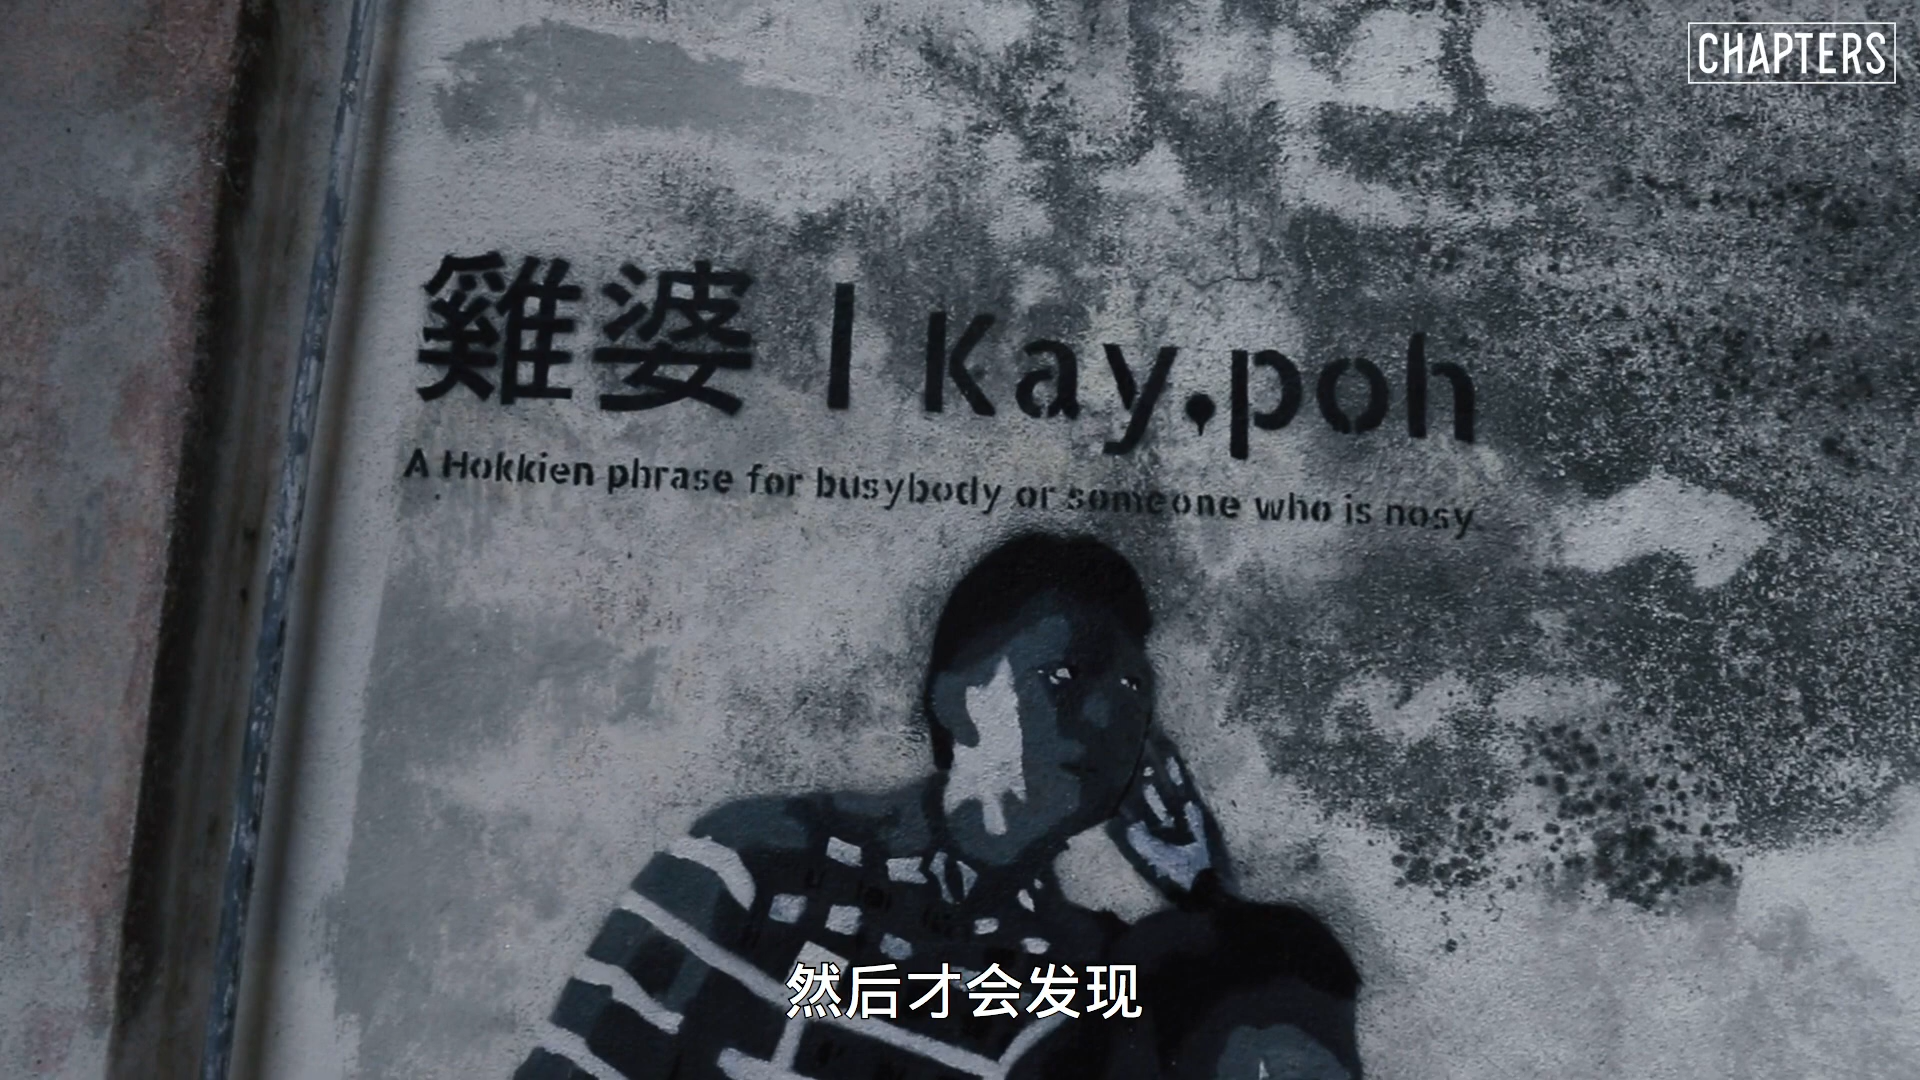 CHAPTERS
雞婆 | Kay.poh
A Hokkien phrase for busybody or someone who is nosy.
然后才会发现